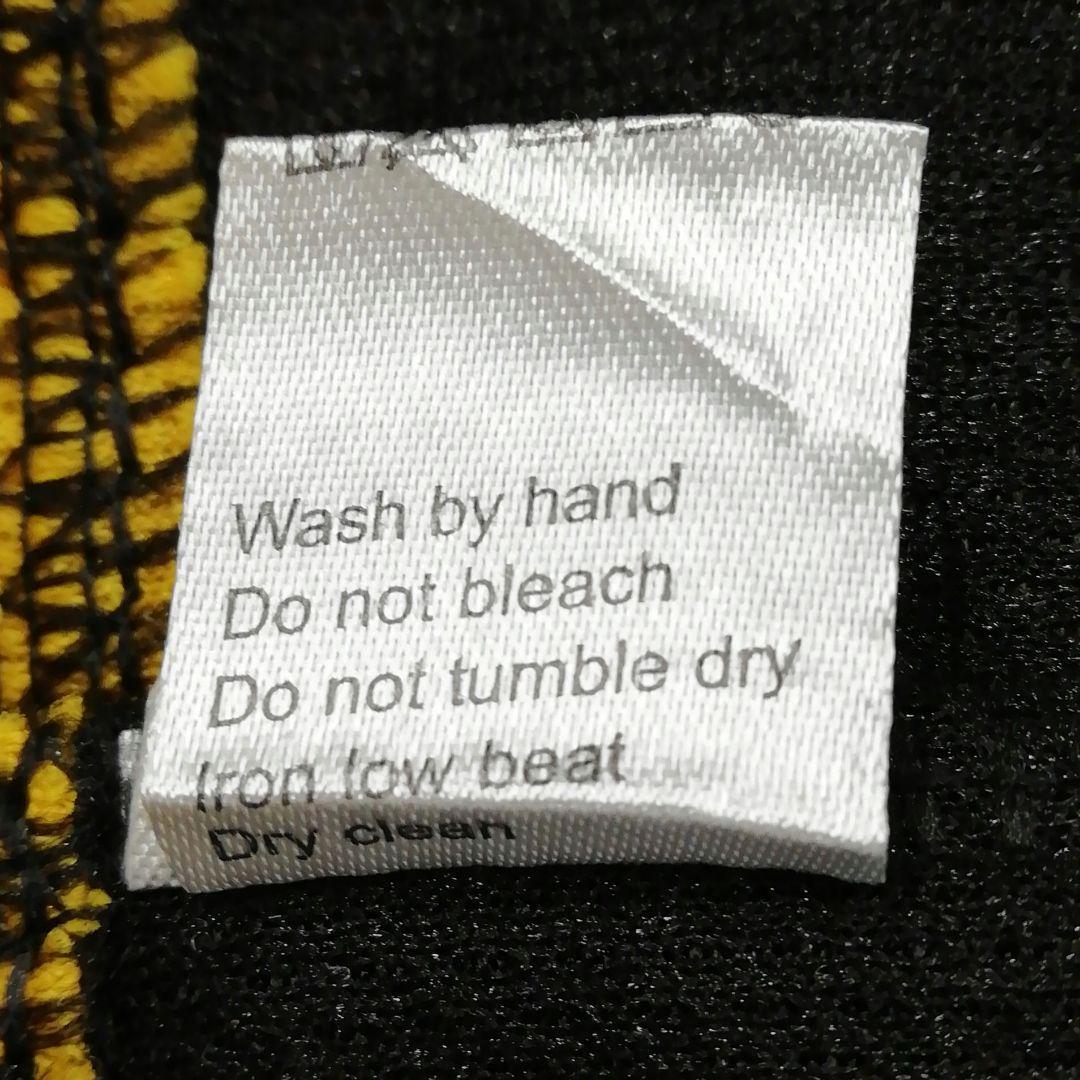 Wash by hand
Do not bleach
Do not tumble dry
Iron low beat
Dry clean